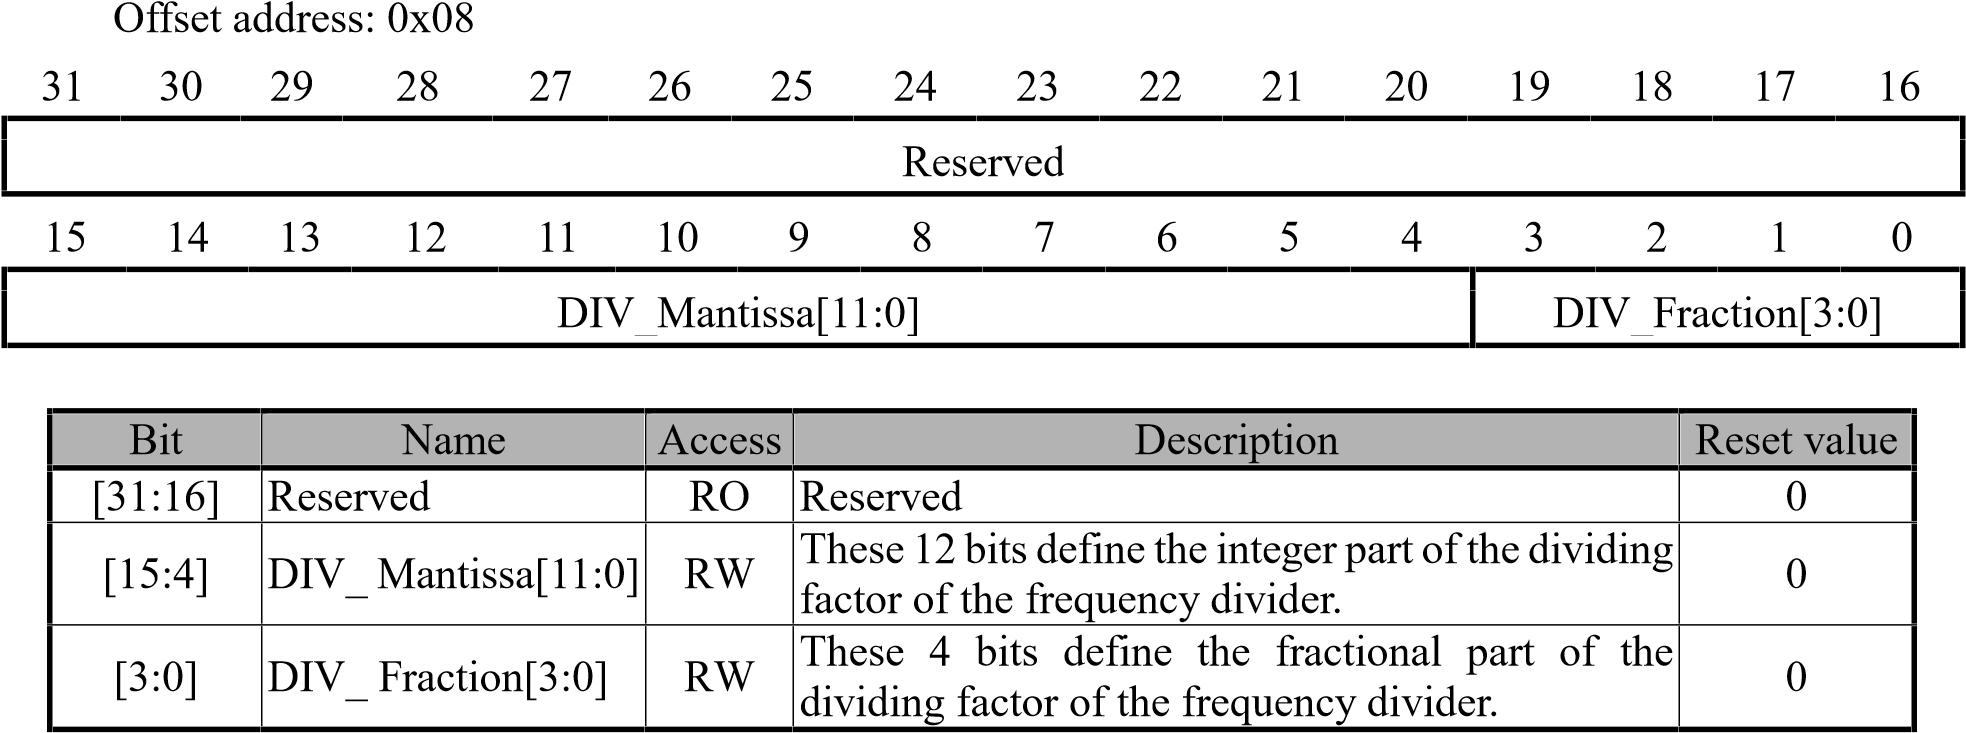 Offset address: 0x08
31 30 29 28 27 26 25 24 23 22 21 20 19 18 17 16
Reserved
15 14 13 12 11 10 9 8 7 6 5 4 3 2 1 0
DIV_Mantissa[11:0] DIV_Fraction[3:0]
Bit Name Access Description Reset value
[31:16] Reserved RO Reserved 0
[15:4] DIV_ Mantissa[11:0] RW These 12 bits define the integer part of the dividing
factor of the frequency divider. 0
[3:0] DIV_ Fraction[3:0] RW These 4 bits define the fractional part of the
dividing factor of the frequency divider. 0